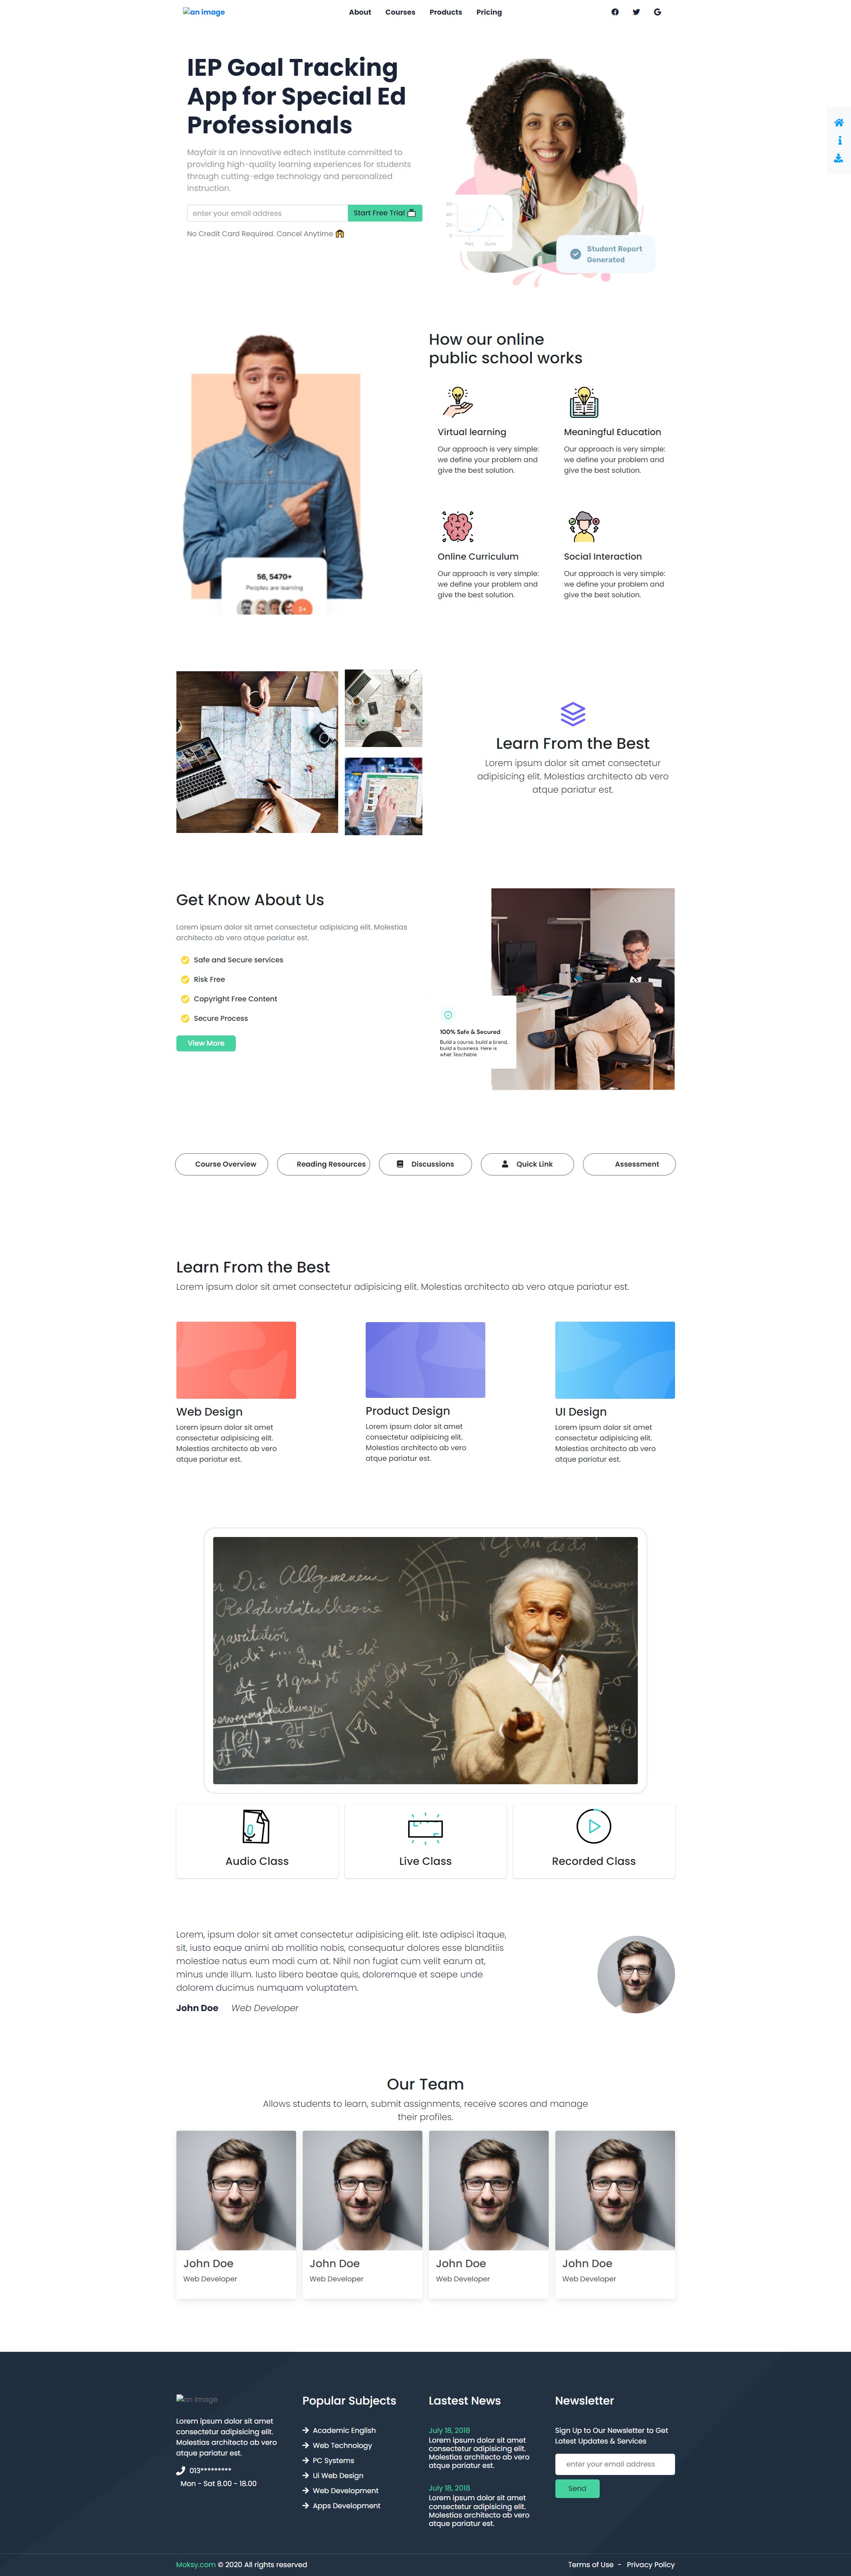 an image
About Courses Products Pricing
IEP Goal Tracking
App for Special Ed
Professionals
Mayfair is an innovative edtech institute committed to
providing high-quality learning experiences for students
through cutting-edge technology and personalized
instruction.
enter your email address
Start Free Trial
No Credit Card Required. Cancel Anytime
60
40
20
0
May June
Student Report
Generated
How our online
public school works
Virtual learning
Our approach is very simple:
we define your problem and
give the best solution.
Meaningful Education
Our approach is very simple:
we define your problem and
give the best solution.
Online Curriculum
Our approach is very simple:
we define your problem and
give the best solution.
Social Interaction
Our approach is very simple:
we define your problem and
give the best solution.
56, 5470+
Peoples are learning
3+
Learn From the Best
Lorem ipsum dolor sit amet consectetur
adipisicing elit. Molestias architecto ab vero
atque pariatur est.
Get Know About Us
Lorem ipsum dolor sit amet consectetur adipisicing elit. Molestias
architecto ab vero atque pariatur est.
Safe and Secure services
Risk Free
Copyright Free Content
Secure Process
View More
100% Safe & Secured
Build a course, build a brand,
build a business. Here is
what Teachable
Course Overview
Reading Resources
Discussions
Quick Link
Assessment
Learn From the Best
Lorem ipsum dolor sit amet consectetur adipisicing elit. Molestias architecto ab vero atque pariatur est.
Web Design
Lorem ipsum dolor sit amet
consectetur adipisicing elit.
Molestias architecto ab vero
atque pariatur est.
Product Design
Lorem ipsum dolor sit amet
consectetur adipisicing elit.
Molestias architecto ab vero
atque pariatur est.
UI Design
Lorem ipsum dolor sit amet
consectetur adipisicing elit.
Molestias architecto ab vero
atque pariatur est.
Die Allgemeinen
Relativitätstheorie
Audio Class
Live Class
Recorded Class
Lorem, ipsum dolor sit amet consectetur adipisicing elit. Iste adipisci itaque,
sit, iusto eaque animi ab mollitia nobis, consequatur dolores esse blanditiis
molestiae natus eum modi cum at. Nihil non fugiat cum velit earum at,
minus unde illum. Iusto libero beatae quis, doloremque et saepe unde
dolorem ducimus numquam voluptatem.
John Doe Web Developer
Our Team
Allows students to learn, submit assignments, receive scores and manage
their profiles.
John Doe
Web Developer
John Doe
Web Developer
John Doe
Web Developer
John Doe
Web Developer
an image
Lorem ipsum dolor sit amet
consectetur adipisicing elit.
Molestias architecto ab vero
atque pariatur est.
013*********
Mon - Sat 8.00 - 18.00
Popular Subjects
Academic English
Web Technology
PC Systems
Ui Web Design
Web Development
Apps Development
Lastest News
July 18, 2018
Lorem ipsum dolor sit amet
consectetur adipisicing elit.
Molestias architecto ab vero
atque pariatur est.
July 18, 2018
Lorem ipsum dolor sit amet
consectetur adipisicing elit.
Molestias architecto ab vero
atque pariatur est.
Newsletter
Sign Up to Our Newsletter to Get
Latest Updates & Services
enter your email address
Send
Moksy.com © 2020 All rights reserved
Terms of Use - Privacy Policy